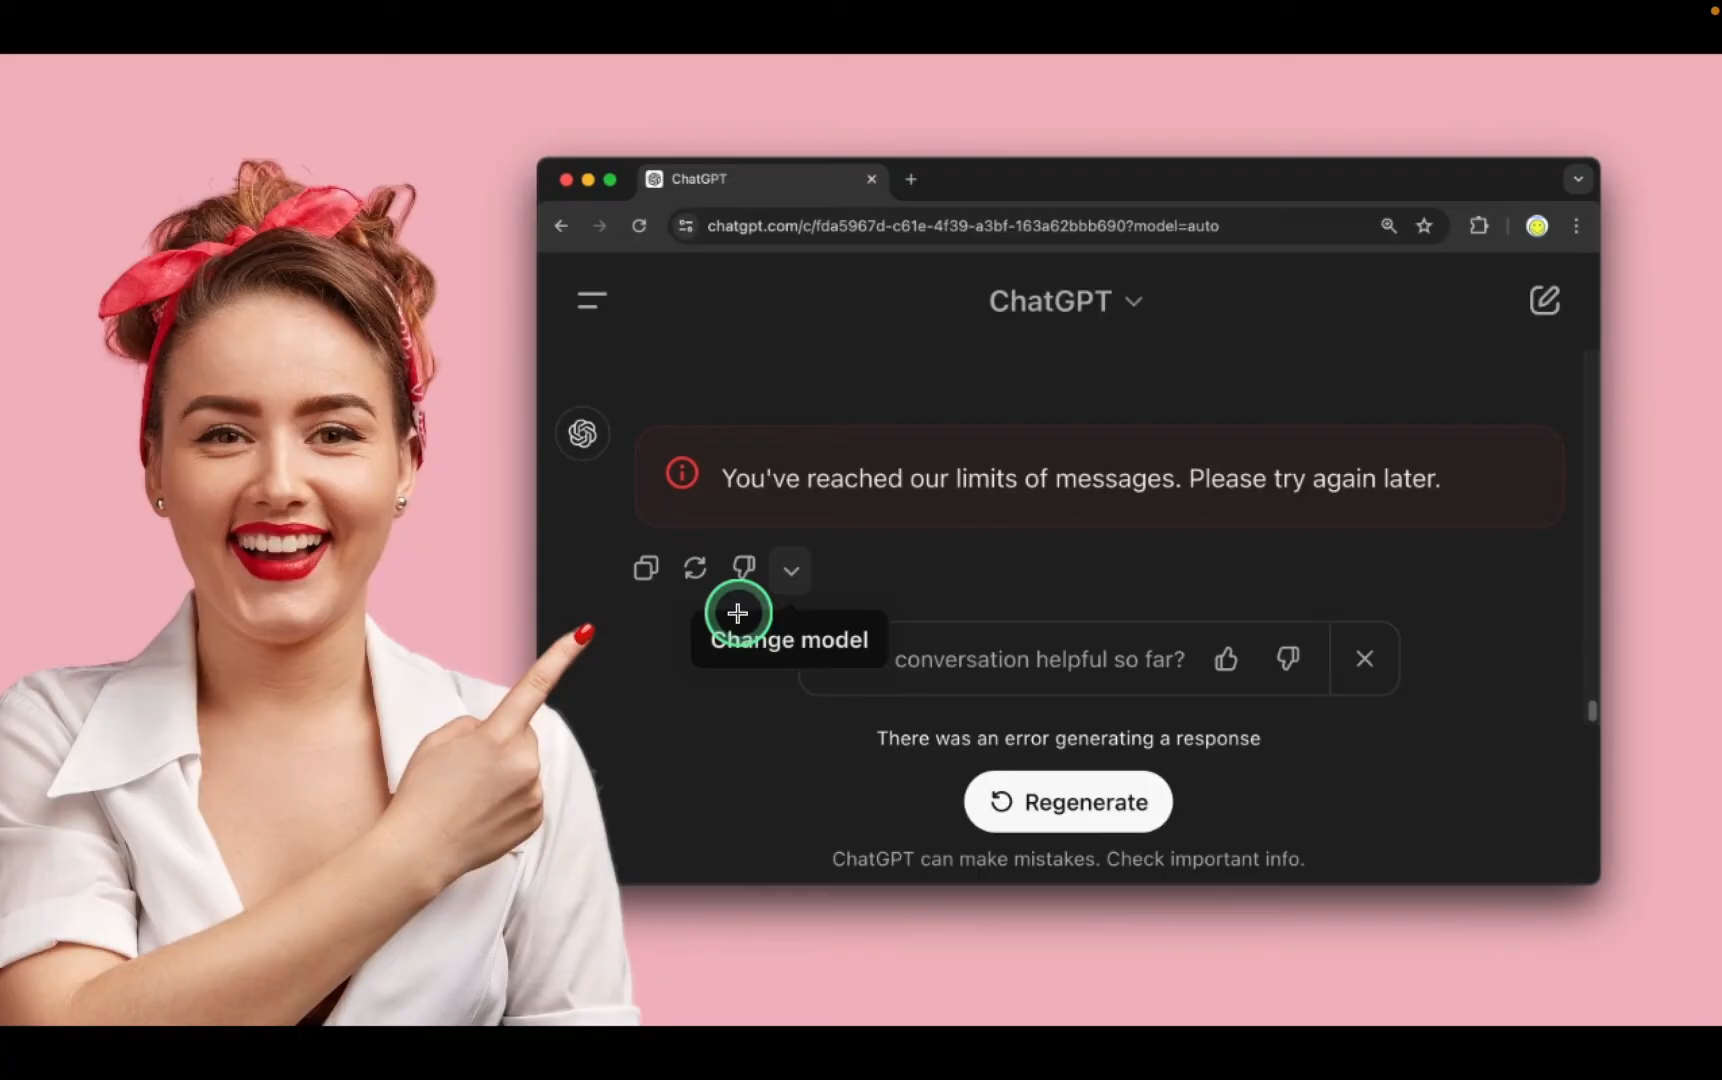 ChatGPT
chatgpt.com/c/fda5967d-c61e-4f39-a3bf-163a62bbb690?model=auto
ChatGPT
You've reached our limits of messages. Please try again later.
Change model
conversation helpful so far?
There was an error generating a response
Regenerate
ChatGPT can make mistakes. Check important info.